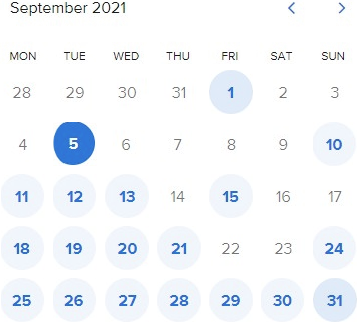 September 2021
MON TUE WED THU FRI SAT SUN
28 29 30 31 1 2 3
4 5 6 7 8 9 10
11 12 13 14 15 16 17
18 19 20 21 22 23 24
25 26 27 28 29 30 31